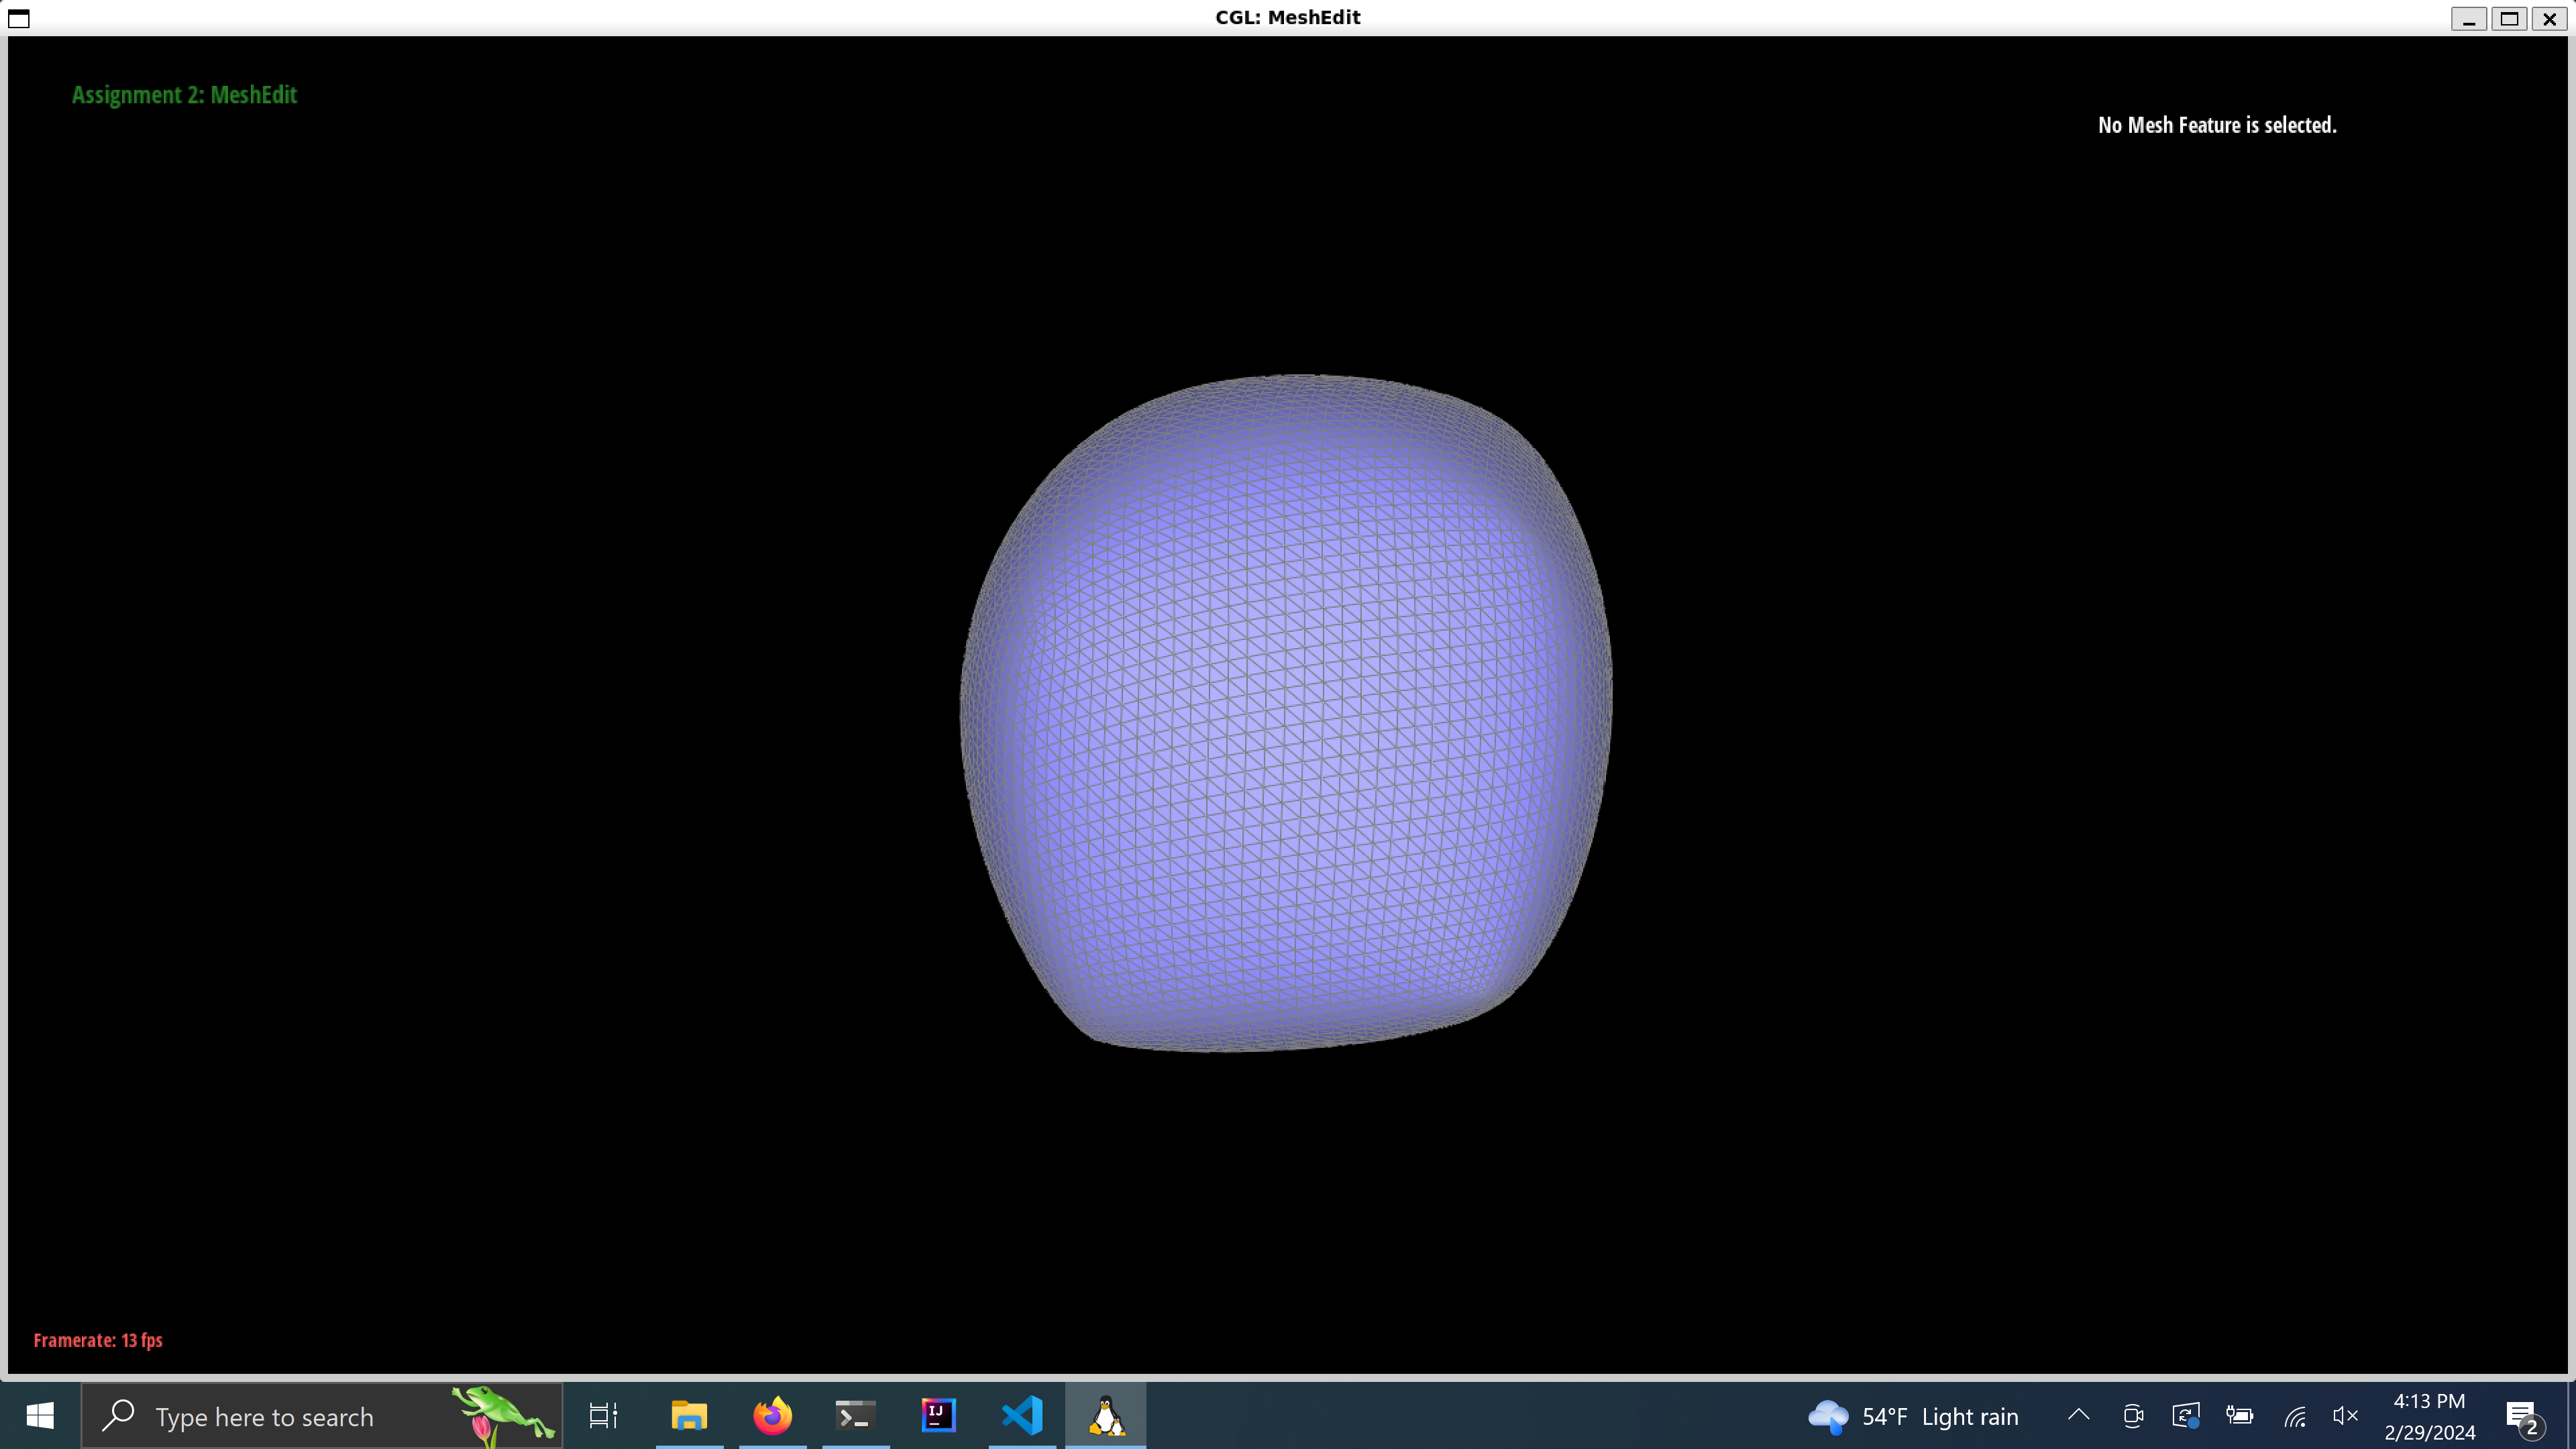 CGL: MeshEdit
Assignment 2: MeshEdit
No Mesh Feature is selected.
Framerate: 13 fps
Type here to search
IJ
54°F Light rain
4:13 PM
2/29/2024
2